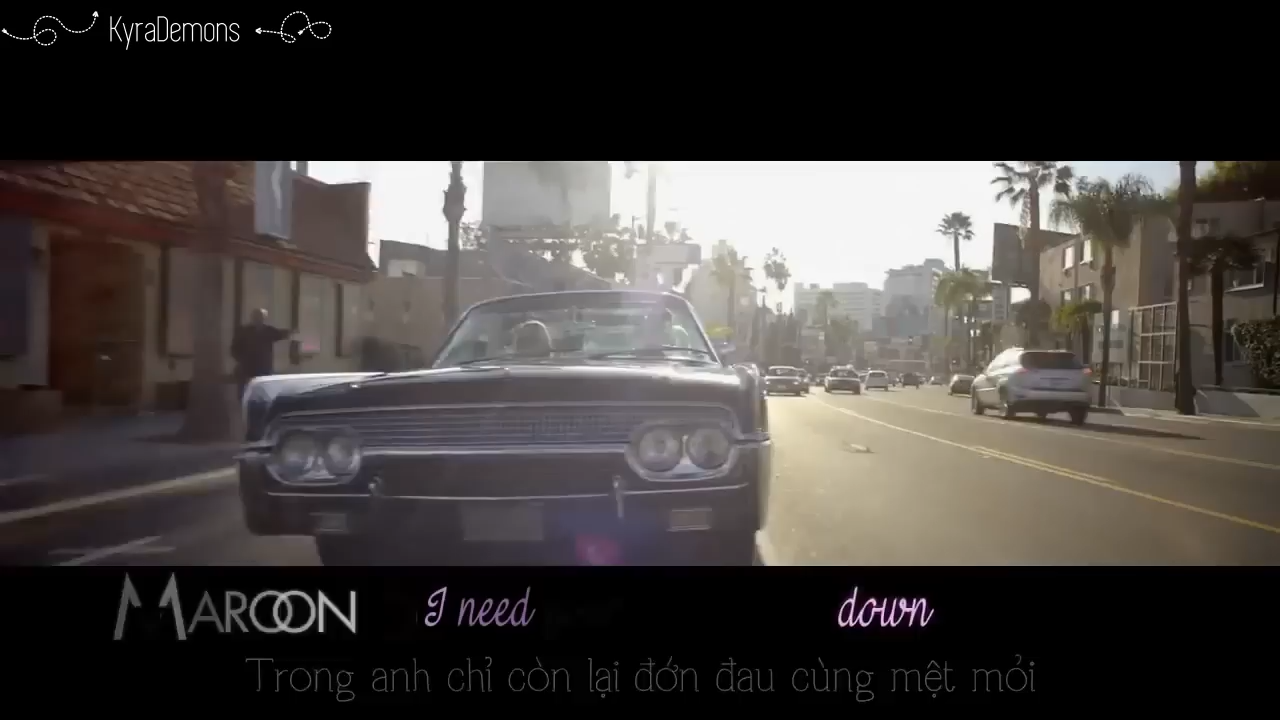 KyraDemons
MAROON I need down
Trong anh chỉ còn lại đớn đau cùng mệt mỏi